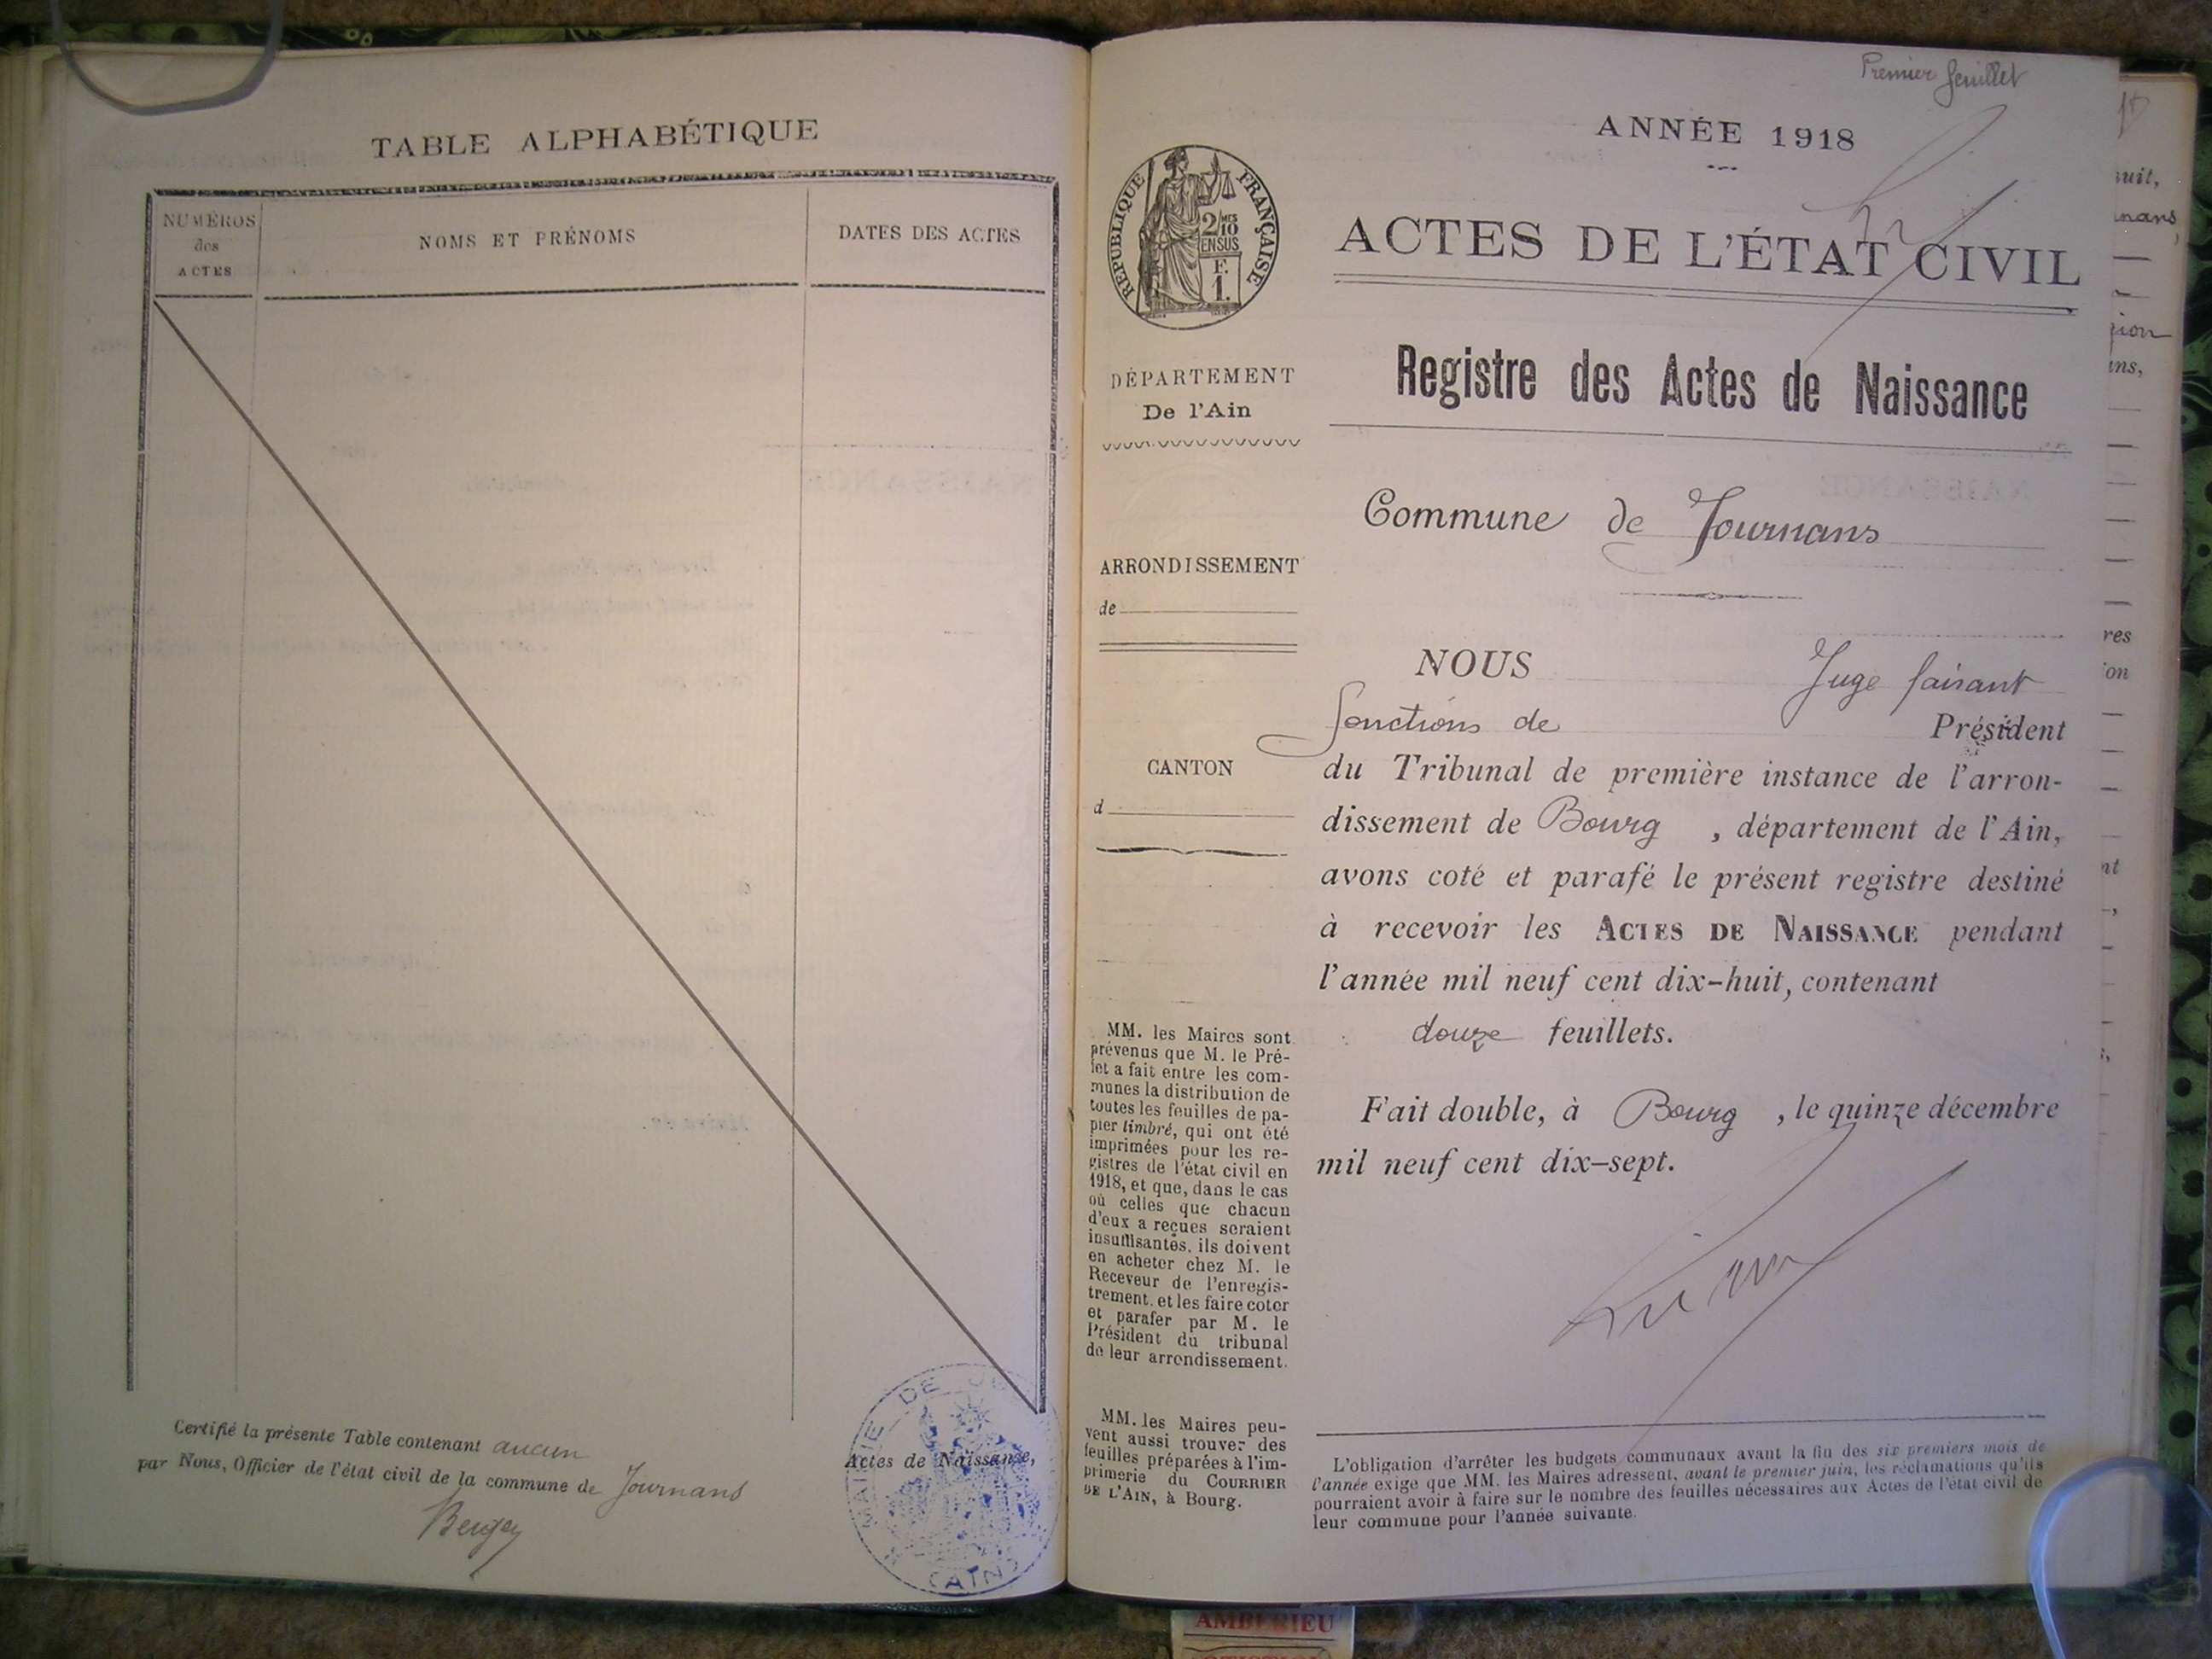 TABLE ALPHABÉTIQUE
NUMÉROS
des
ACTES
NOMS ET PRÉNOMS
DATES DES ACTES
Certifié la présente Table contenant aucun
par Nous, Officier de l'état civil de la commune de Journans
MAIRIE DE
Actes de Naissance,
(AIN)
Premier feuillet
ANNÉE 1918
RÉPUBLIQUE FRANÇAISE
2/10 MES
EN SUS
F.
1.
ACTES DE L'ÉTAT CIVIL
Registre des Actes de Naissance
DÉPARTEMENT
De l'Ain
Commune de Journans
ARRONDISSEMENT
de
CANTON
d
NOUS Juge faisant
fonctions de Président
du Tribunal de première instance de l'arron-
dissement de Bourg , département de l'Ain,
avons coté et parafé le présent registre destiné
à recevoir les ACTES DE NAISSANCE pendant
l'année mil neuf cent dix-huit, contenant
douze feuillets.
Fait double, à Bourg , le quinze décembre
mil neuf cent dix-sept.
MM. les Maires sont
prévenus que M. le Pré-
fet a fait entre les com-
munes la distribution de
toutes les feuilles de pa-
pier timbré, qui ont été
imprimées pour les re-
gistres de l'état civil en
1918, et que, dans le cas
où celles que chacun
d'eux a reçues seraient
insuffisantes, ils doivent
en acheter chez M. le
Receveur de l'enregis-
trement, et les faire coter
et parafer par M. le
Président du tribunal
de leur arrondissement.
MM. les Maires peu-
vent aussi trouver des
feuilles préparées à l'im-
primerie du COURRIER
DE L'AIN, à Bourg.
L'obligation d'arrêter les budgets communaux avant la fin des six premiers mois de
l'année exige que MM. les Maires adressent, avant le premier juin, les réclamations qu'ils
pourraient avoir à faire sur le nombre des feuilles nécessaires aux Actes de l'état civil de
leur commune pour l'année suivante.
AMBERIEU